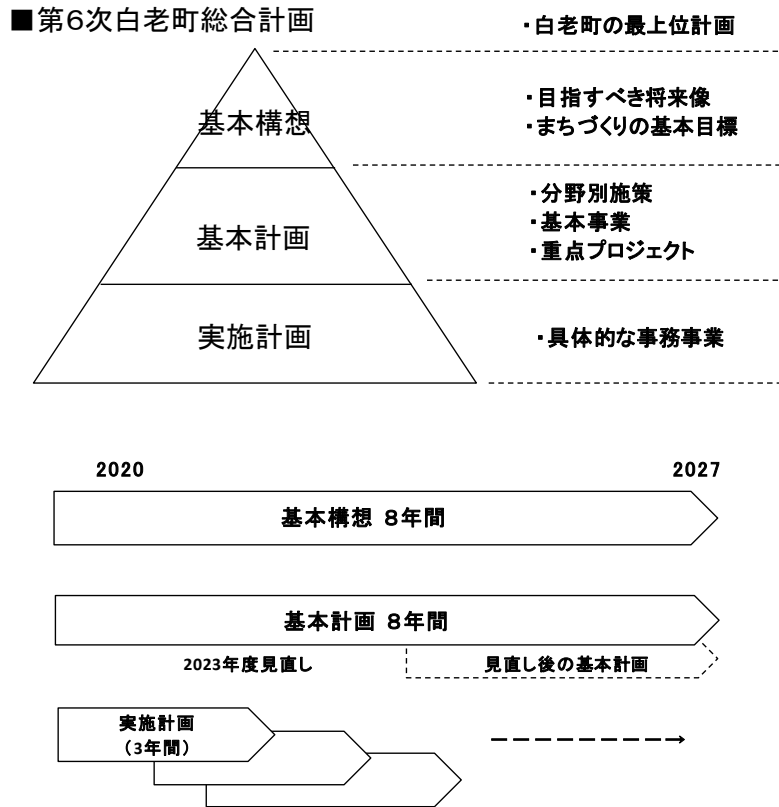 ■第6次白老町総合計画
・白老町の最上位計画
基本構想
・目指すべき将来像
・まちづくりの基本目標
基本計画
・分野別施策
・基本事業
・重点プロジェクト
実施計画
・具体的な事務事業
2020
2027
基本構想 8年間
基本計画 8年間
2023年度見直し
見直し後の基本計画
実施計画
（3年間）